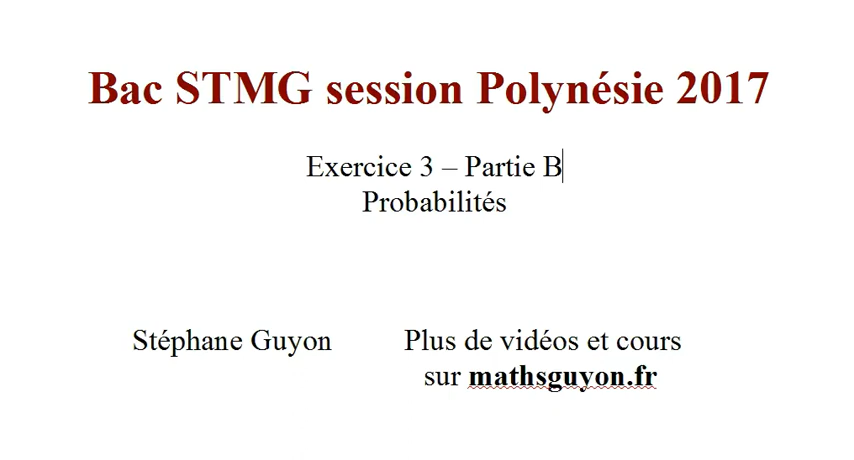 Bac STMG session Polynésie 2017
Exercice 3 – Partie B
Probabilités
Stéphane Guyon
Plus de vidéos et cours
sur mathsguyon.fr